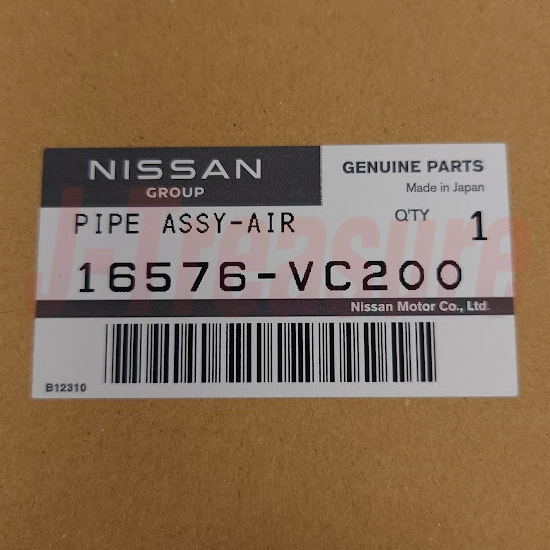 NISSAN
GROUP
GENUINE PARTS
Made in Japan
PIPE ASSY-AIR
Q'TY 1
16576-VC200
Nissan Motor Co., Ltd.
B12310
J-Treasure